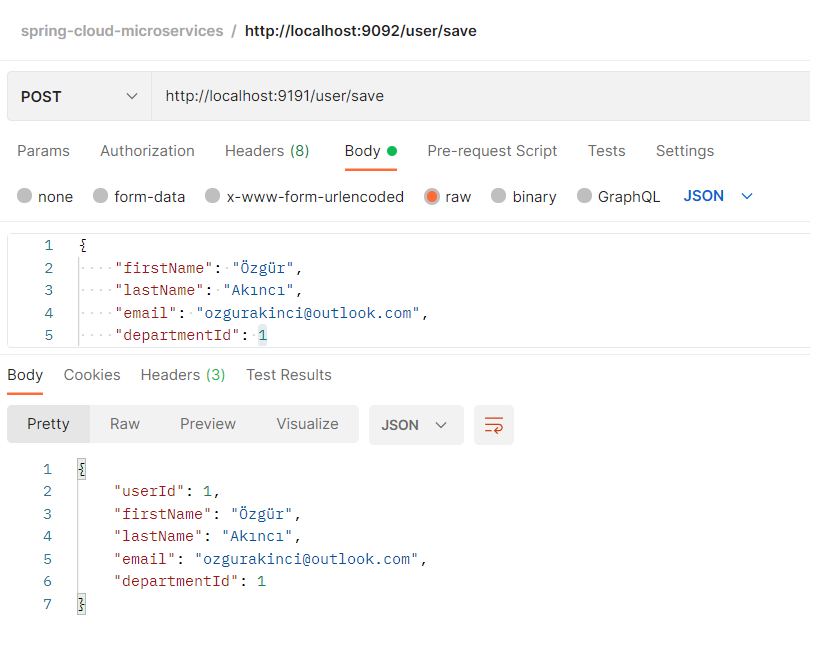 spring-cloud-microservices / http://localhost:9092/user/save
POST http://localhost:9191/user/save
Params Authorization Headers (8) Body Pre-request Script Tests Settings
none form-data x-www-form-urlencoded raw binary GraphQL JSON
1 {
2 ····"firstName":·"Özgür",
3 ····"lastName":·"Akıncı",
4 ····"email":·"ozgurakinci@outlook.com",
5 ····"departmentId":·1
Body Cookies Headers (3) Test Results
Pretty Raw Preview Visualize JSON
1 {
2 "userId": 1,
3 "firstName": "Özgür",
4 "lastName": "Akıncı",
5 "email": "ozgurakinci@outlook.com",
6 "departmentId": 1
7 }